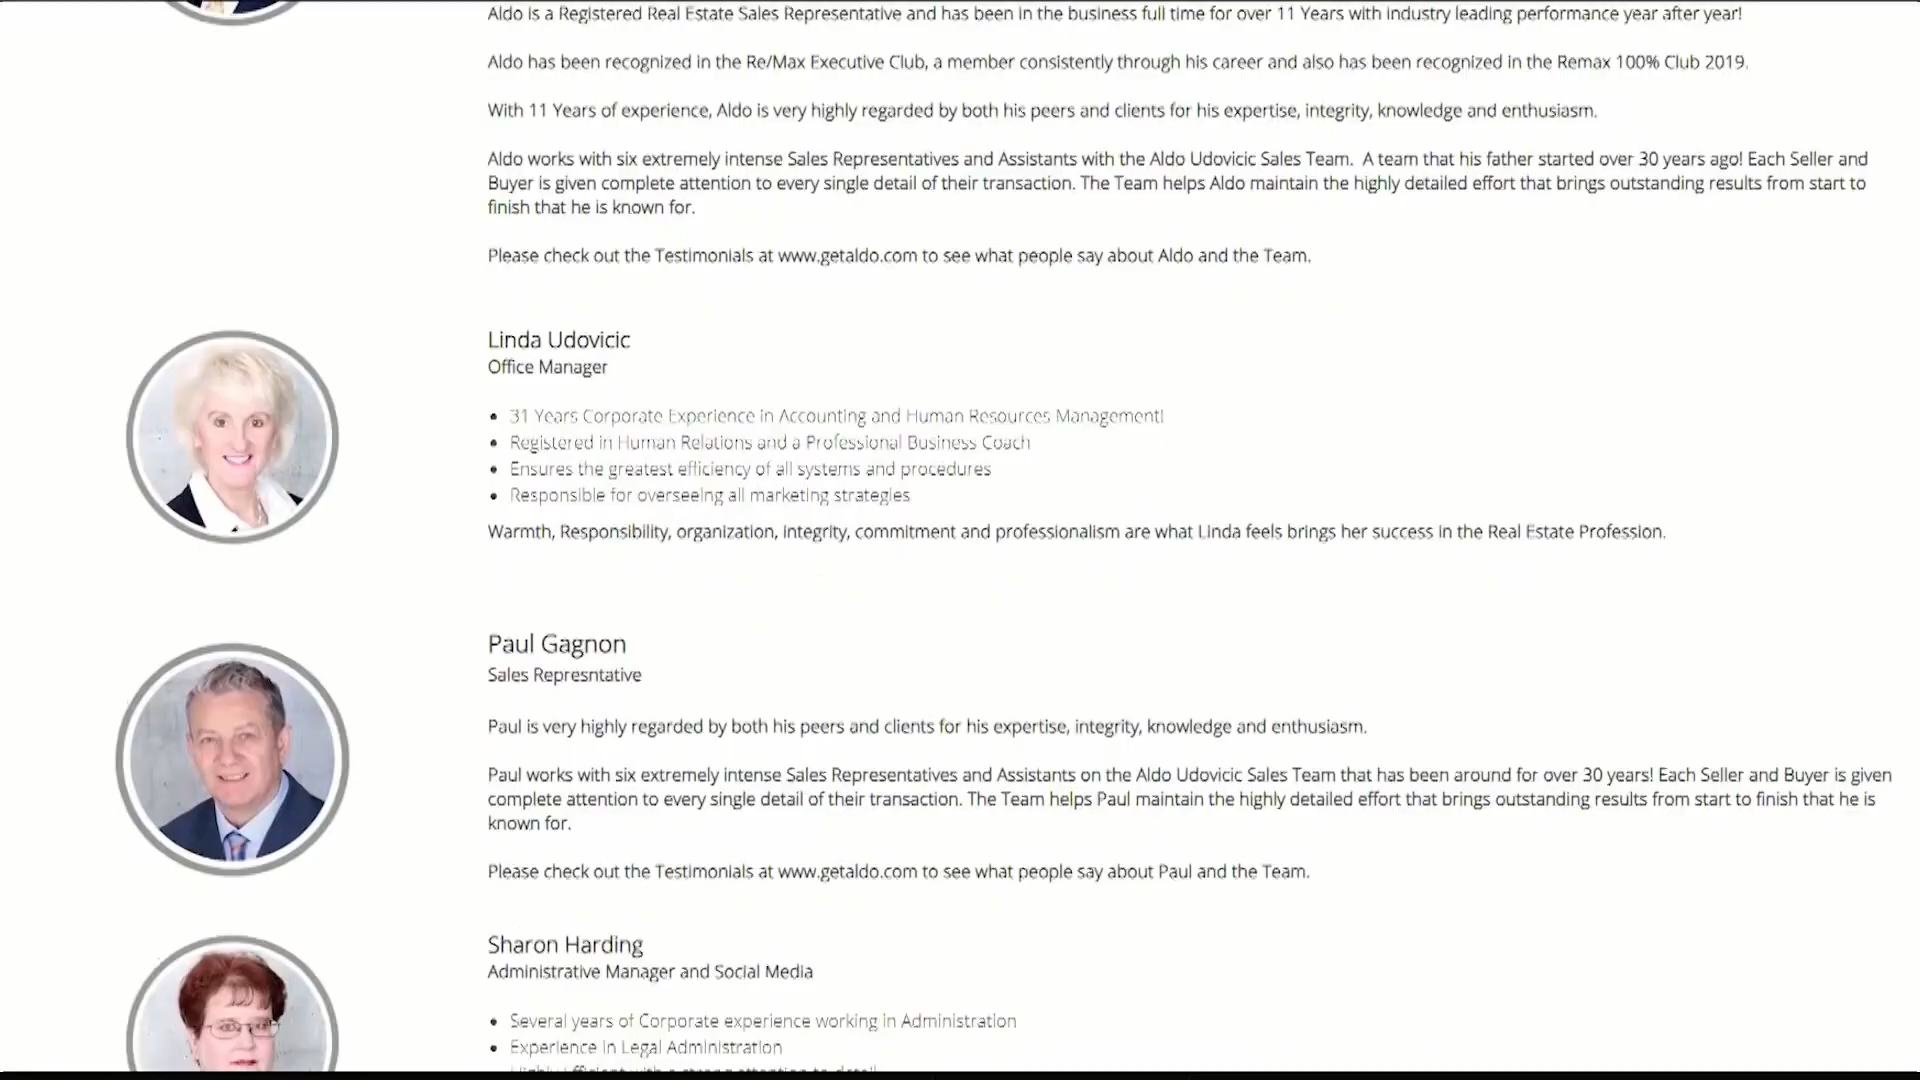 Aldo is a Registered Real Estate Sales Representative and has been in the business full time for over 11 Years with industry leading performance year after year!
Aldo has been recognized in the Re/Max Executive Club, a member consistently through his career and also has been recognized in the Remax 100% Club 2019.
With 11 Years of experience, Aldo is very highly regarded by both his peers and clients for his expertise, integrity, knowledge and enthusiasm.
Aldo works with six extremely intense Sales Representatives and Assistants with the Aldo Udovicic Sales Team. A team that his father started over 30 years ago! Each Seller and
Buyer is given complete attention to every single detail of their transaction. The Team helps Aldo maintain the highly detailed effort that brings outstanding results from start to
finish that he is known for.
Please check out the Testimonials at www.getaldo.com to see what people say about Aldo and the Team.
Linda Udovicic
Office Manager
• 31 Years Corporate Experience in Accounting and Human Resources Management!
• Registered in Human Relations and a Professional Business Coach
• Ensures the greatest efficiency of all systems and procedures
• Responsible for overseeing all marketing strategies
Warmth, Responsibility, organization, integrity, commitment and professionalism are what Linda feels brings her success in the Real Estate Profession.
Paul Gagnon
Sales Represntative
Paul is very highly regarded by both his peers and clients for his expertise, integrity, knowledge and enthusiasm.
Paul works with six extremely intense Sales Representatives and Assistants on the Aldo Udovicic Sales Team that has been around for over 30 years! Each Seller and Buyer is given
complete attention to every single detail of their transaction. The Team helps Paul maintain the highly detailed effort that brings outstanding results from start to finish that he is
known for.
Please check out the Testimonials at www.getaldo.com to see what people say about Paul and the Team.
Sharon Harding
Administrative Manager and Social Media
• Several years of Corporate experience working in Administration
• Experience in Legal Administration
Highly Efficient with a strong attention to detail